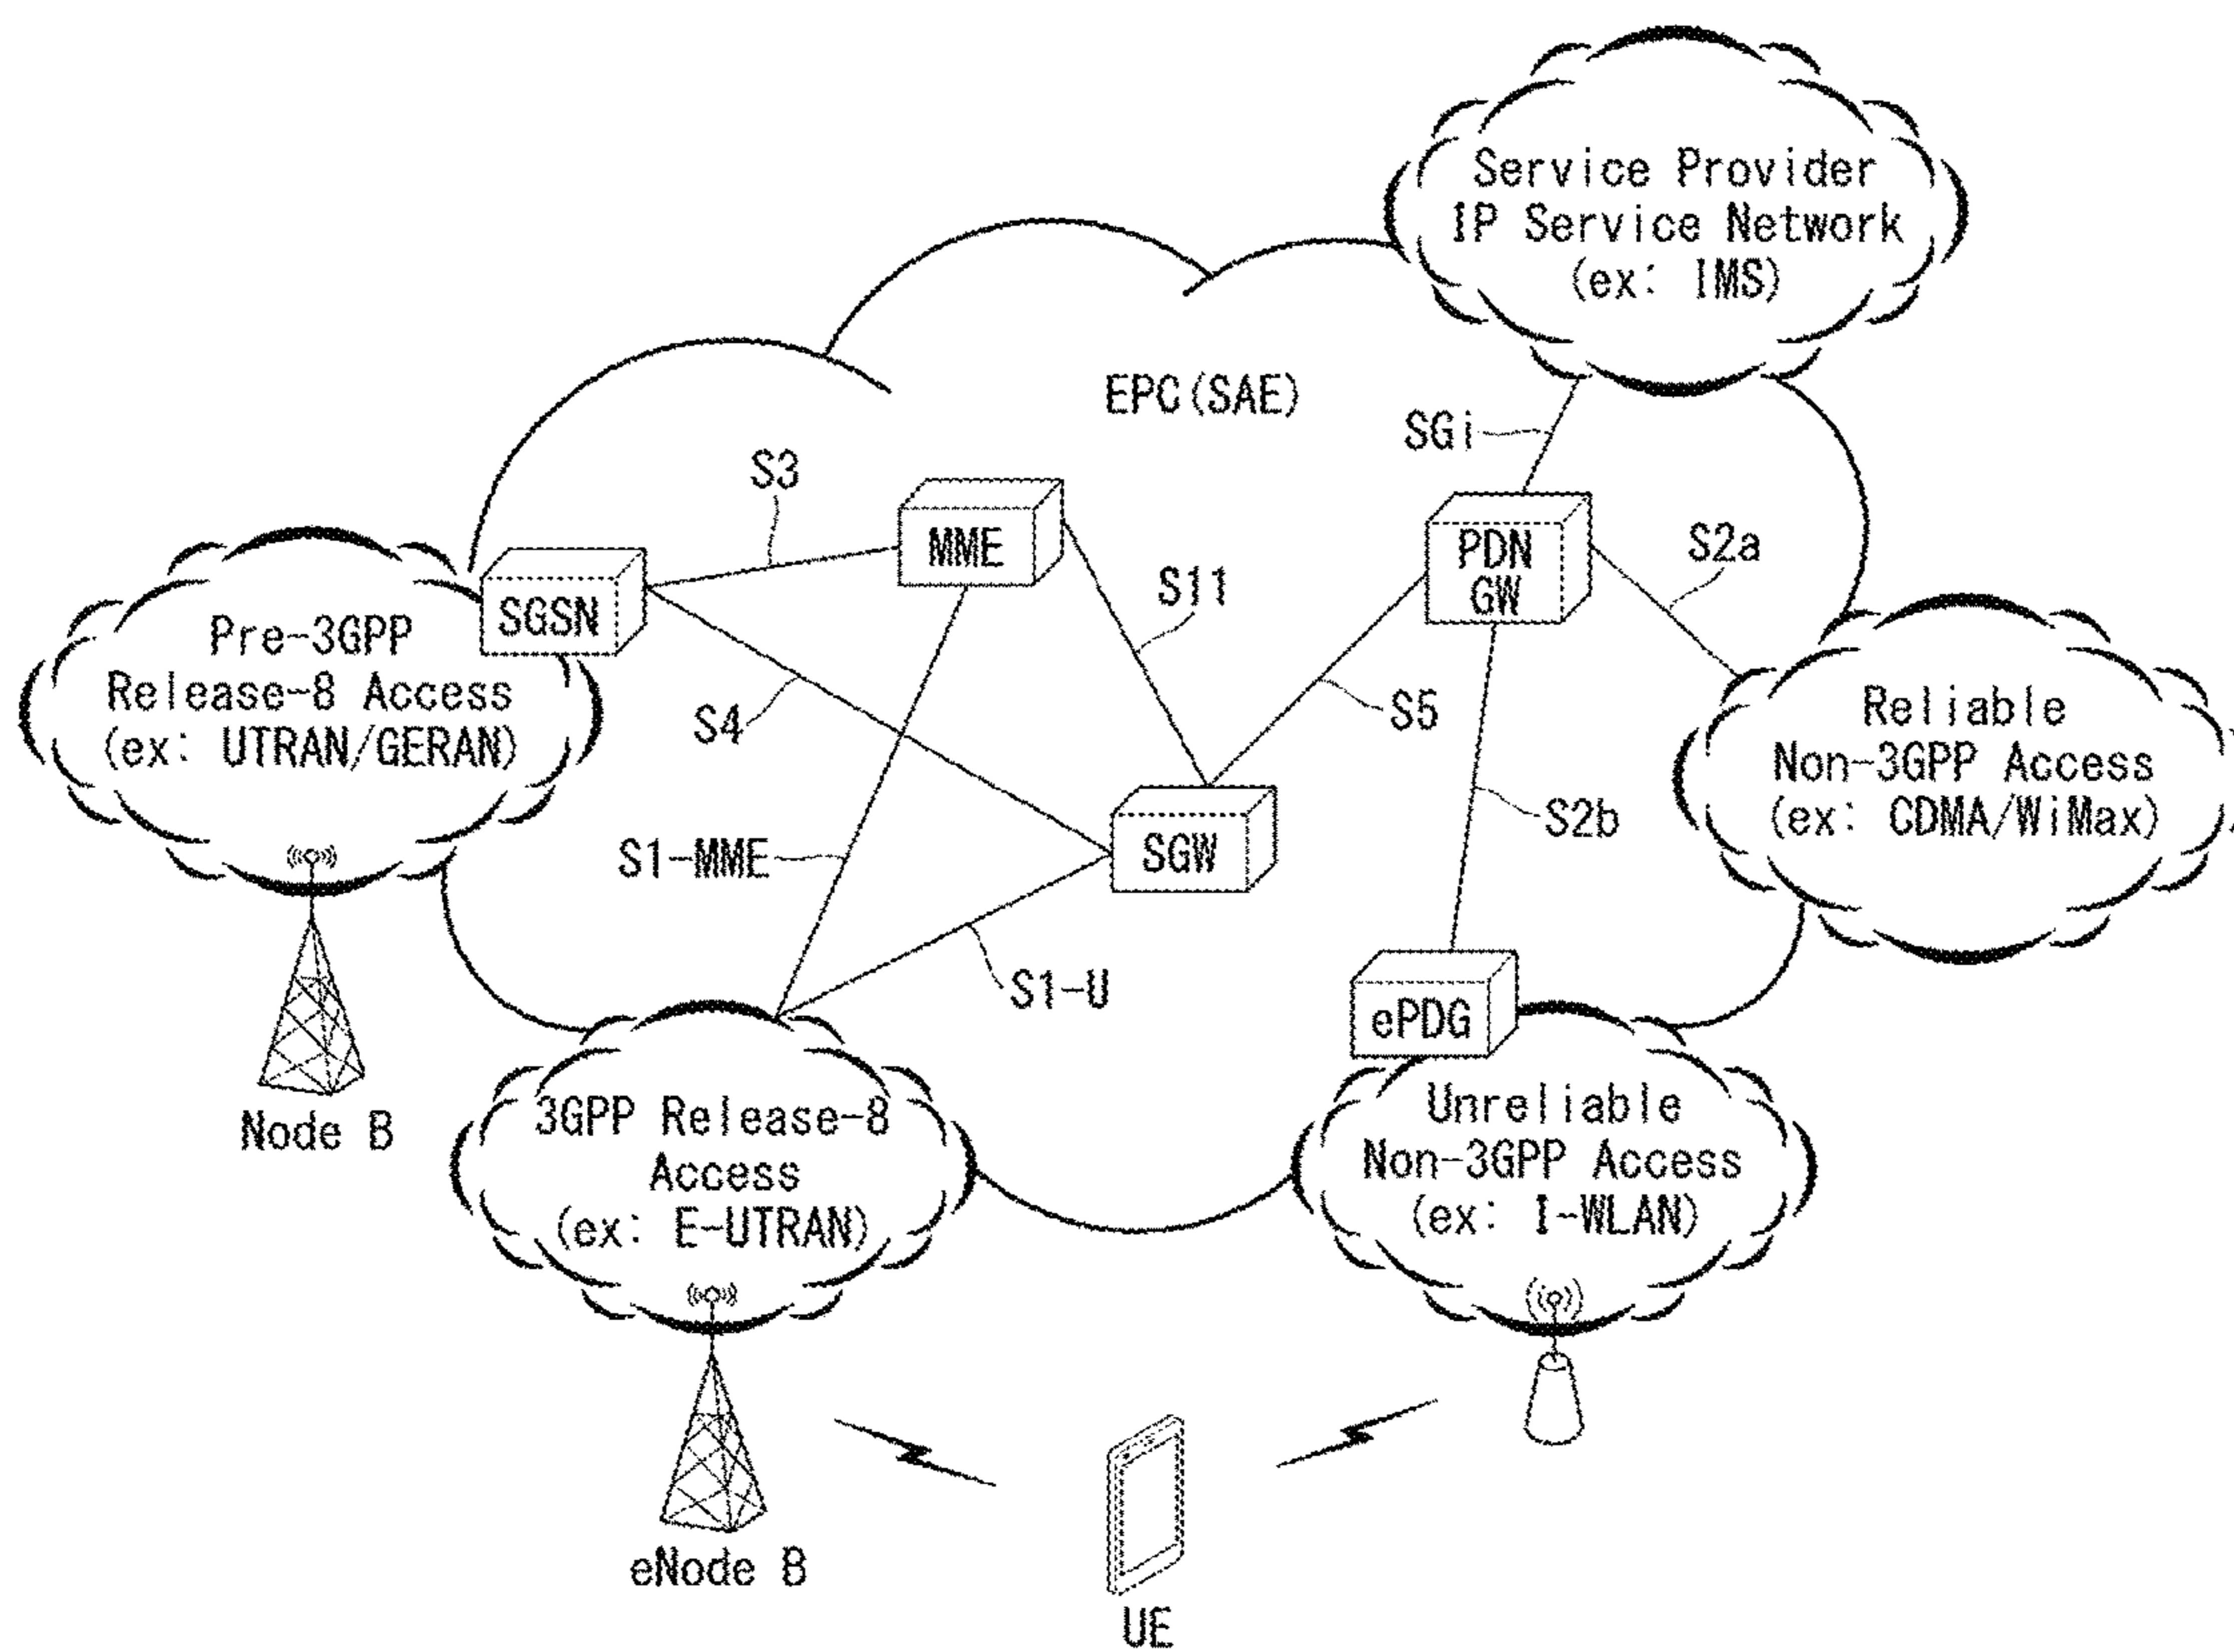 Service Provider
IP Service Network
(ex: IMS)
EPC(SAE)
SGi
S3
MME
PDN
GW
S2a
S11
SGSN
Pre-3GPP
Release-8 Access
(ex: UTRAN/GERAN)
S4
S5
Reliable
Non-3GPP Access
(ex: CDMA/WiMax)
S2b
S1-MME
SGW
S1-U
ePDG
Node B
3GPP Release-8
Access
(ex: E-UTRAN)
Unreliable
Non-3GPP Access
(ex: I-WLAN)
eNode B
UE